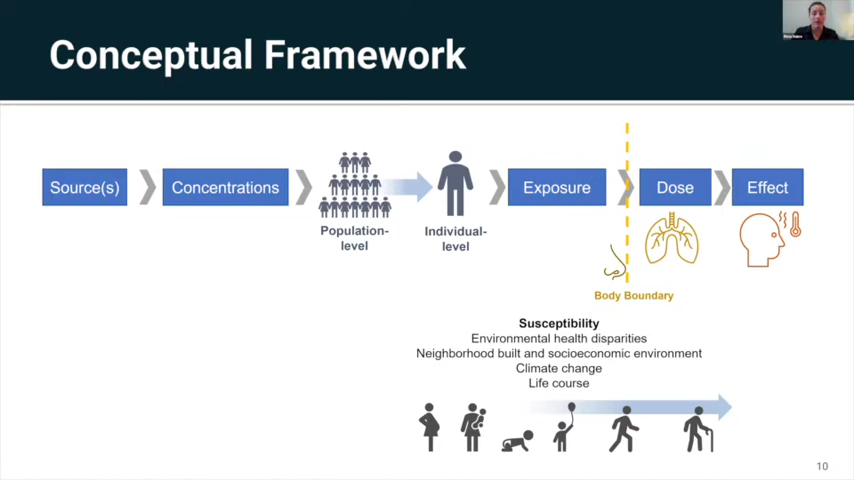 Conceptual Framework
Source(s)
Concentrations
Population-
level
Individual-
level
Exposure
Dose
Effect
Body Boundary
Susceptibility
Environmental health disparities
Neighborhood built and socioeconomic environment
Climate change
Life course
10